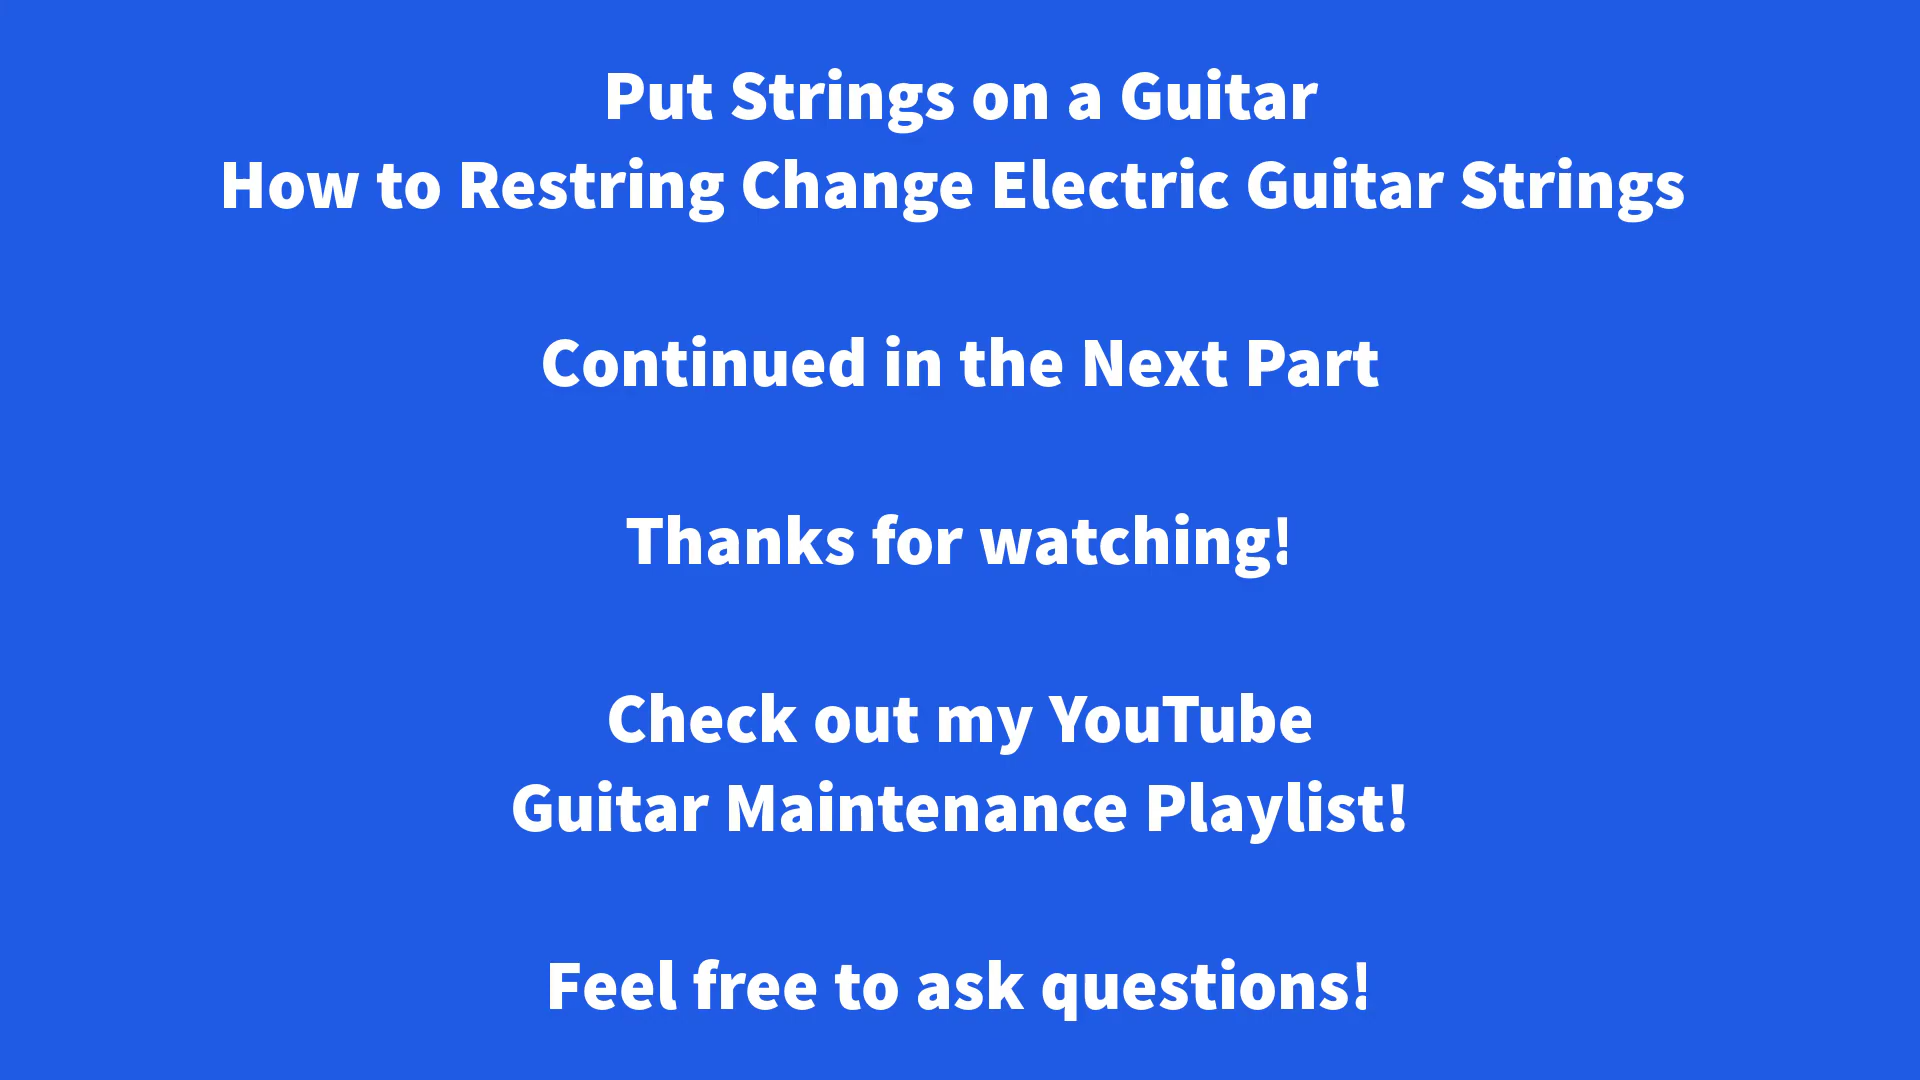 Put Strings on a Guitar
How to Restring Change Electric Guitar Strings
Continued in the Next Part
Thanks for watching!
Check out my YouTube
Guitar Maintenance Playlist!
Feel free to ask questions!